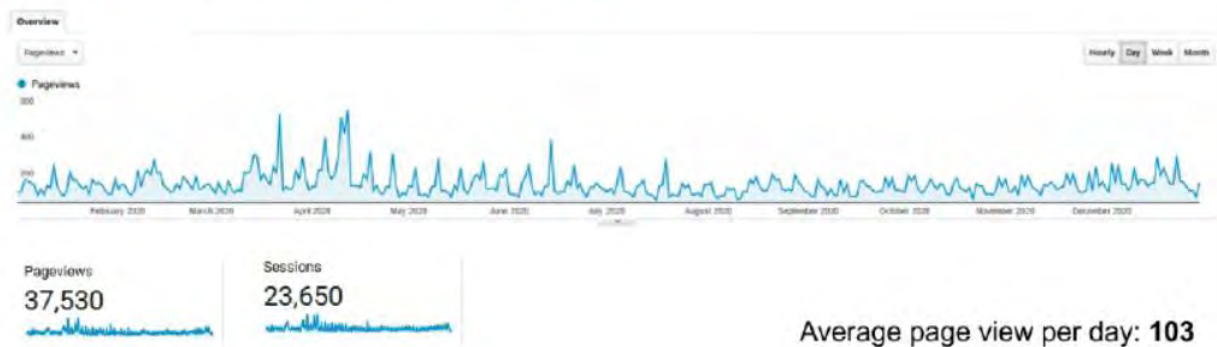 Overview
Pageviews
Hourly Day Week Month
Pageviews
400
200
February 2020 March 2020 April 2020 May 2020 June 2020 July 2020 August 2020 September 2020 October 2020 November 2020 December 2020
Pageviews
37,530
Sessions
23,650
Average page view per day: 103